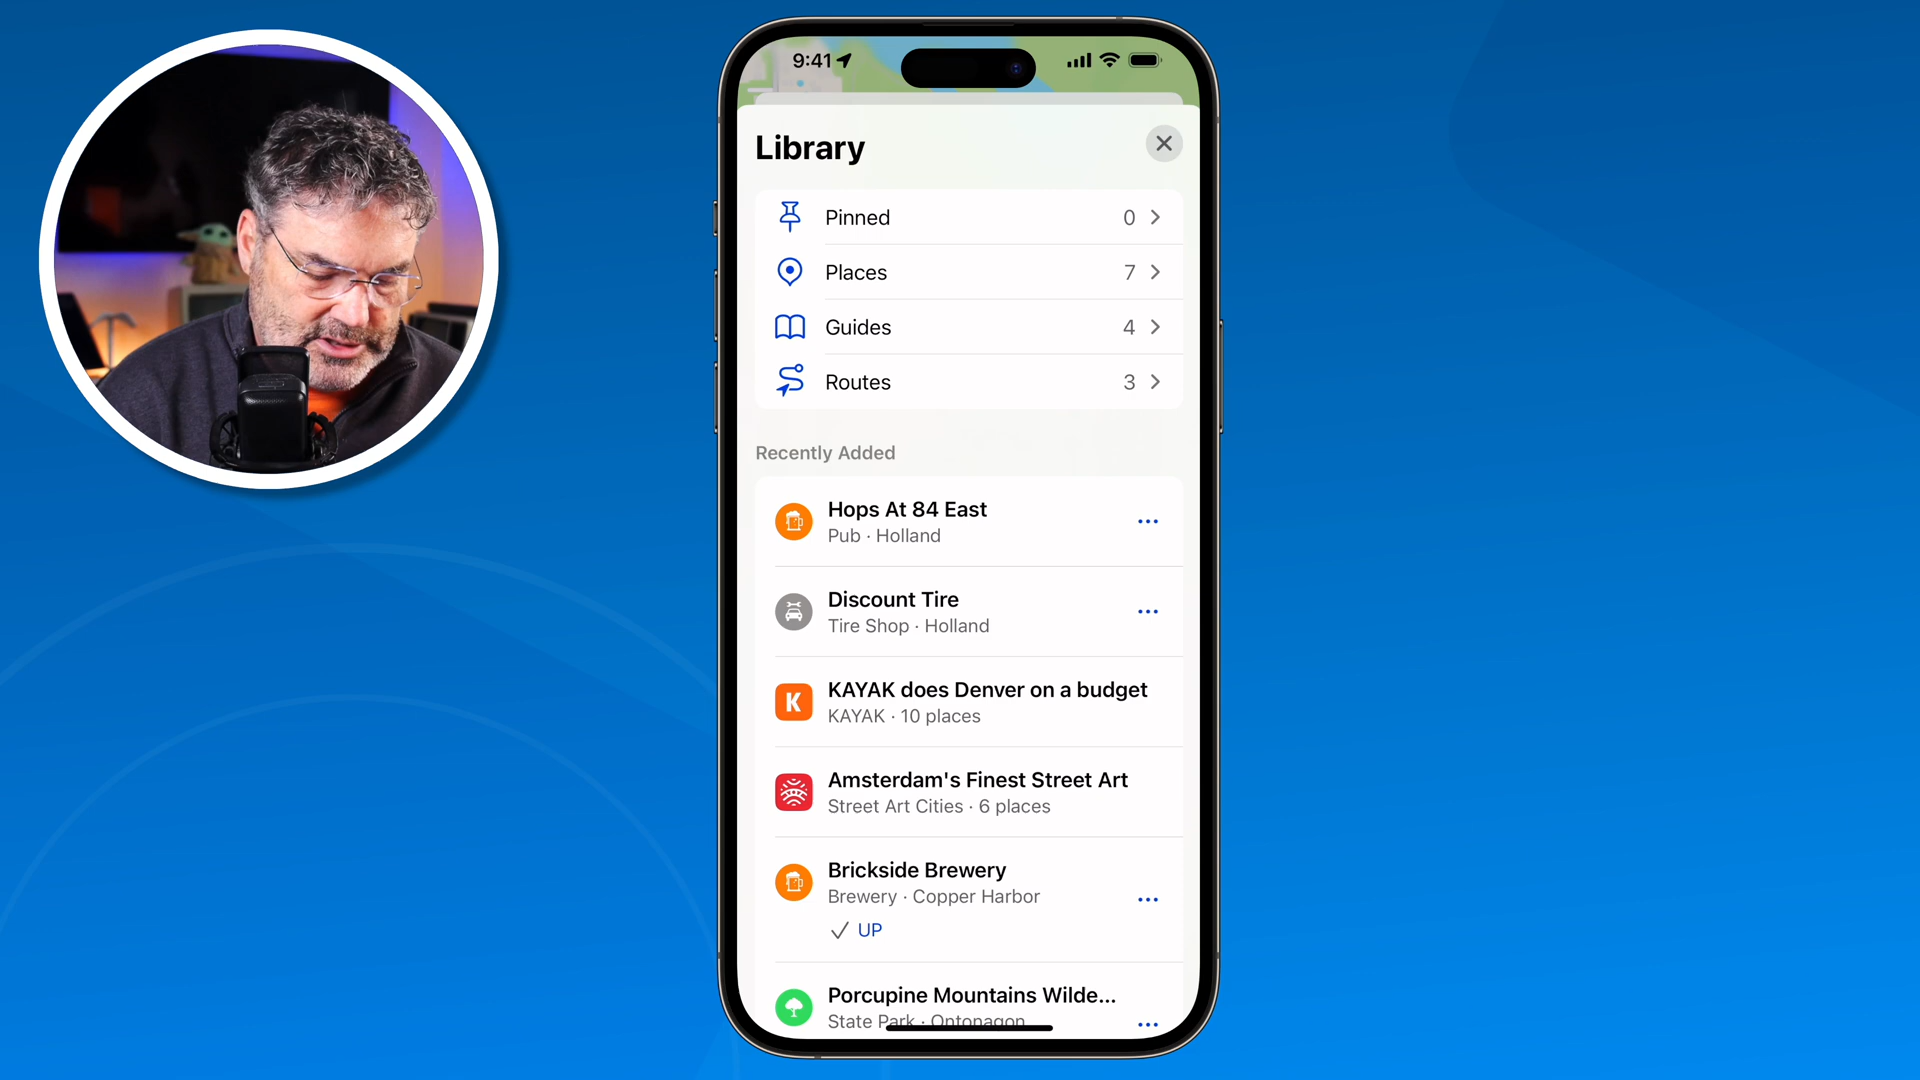 9:41
Library
Pinned 0
Places 7
Guides 4
Routes 3
Recently Added
Hops At 84 East
Pub · Holland
Discount Tire
Tire Shop · Holland
K
KAYAK does Denver on a budget
KAYAK · 10 places
Amsterdam's Finest Street Art
Street Art Cities · 6 places
Brickside Brewery
Brewery · Copper Harbor
UP
Porcupine Mountains Wilde...
State Park · Ontonagon